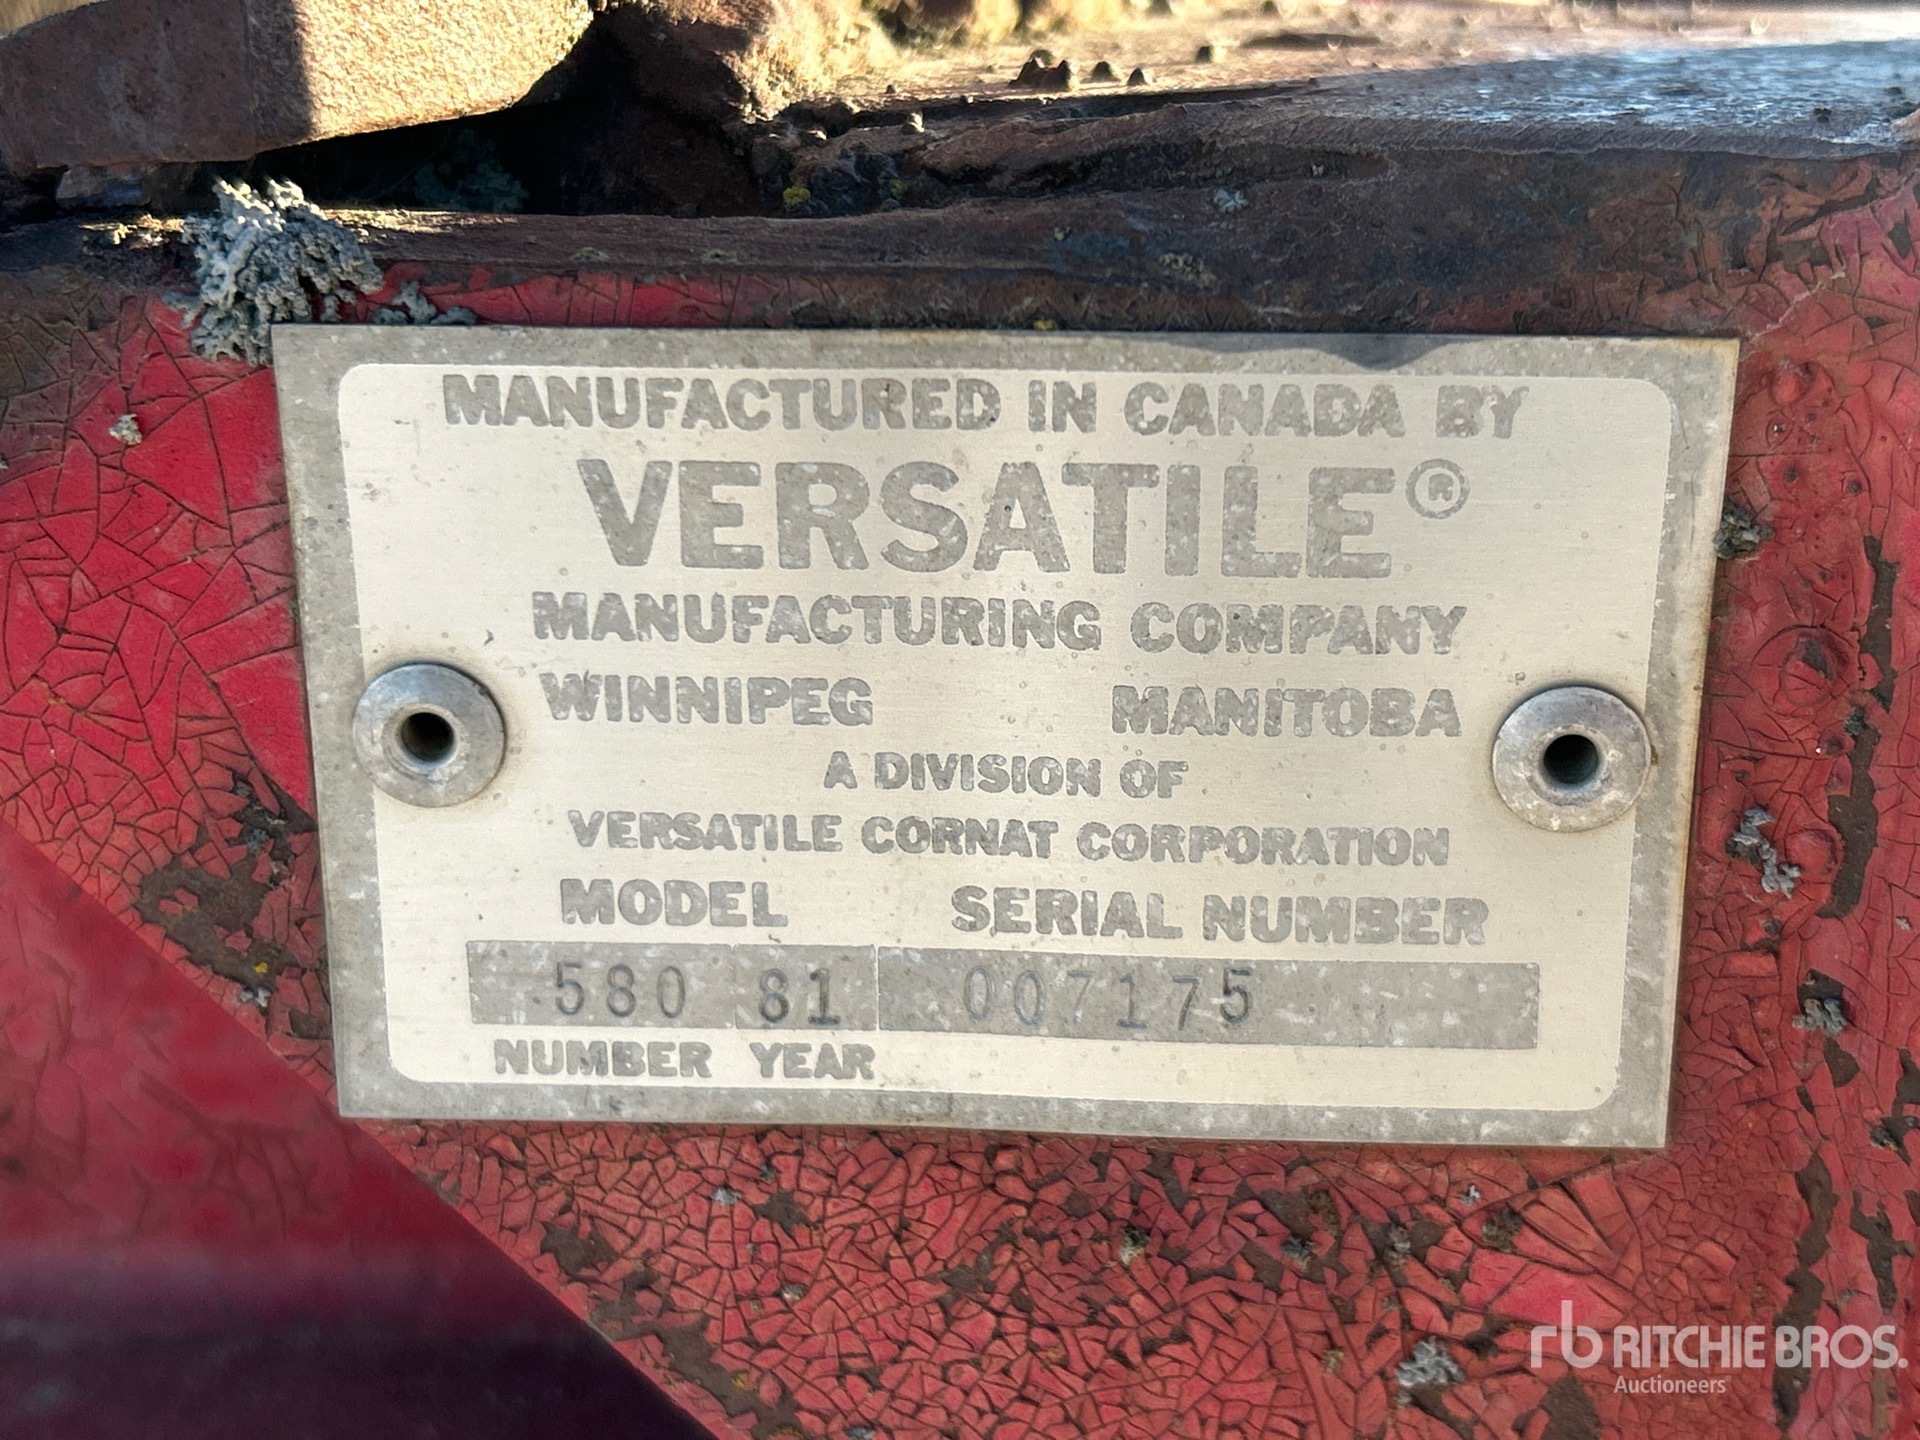 MANUFACTURED IN CANADA BY
VERSATILE®
MANUFACTURING COMPANY
WINNIPEG MANITOBA
A DIVISION OF
VERSATILE CORNAT CORPORATION
MODEL SERIAL NUMBER
580 81 007175
NUMBER YEAR
rb RITCHIE BROS.
Auctioneers